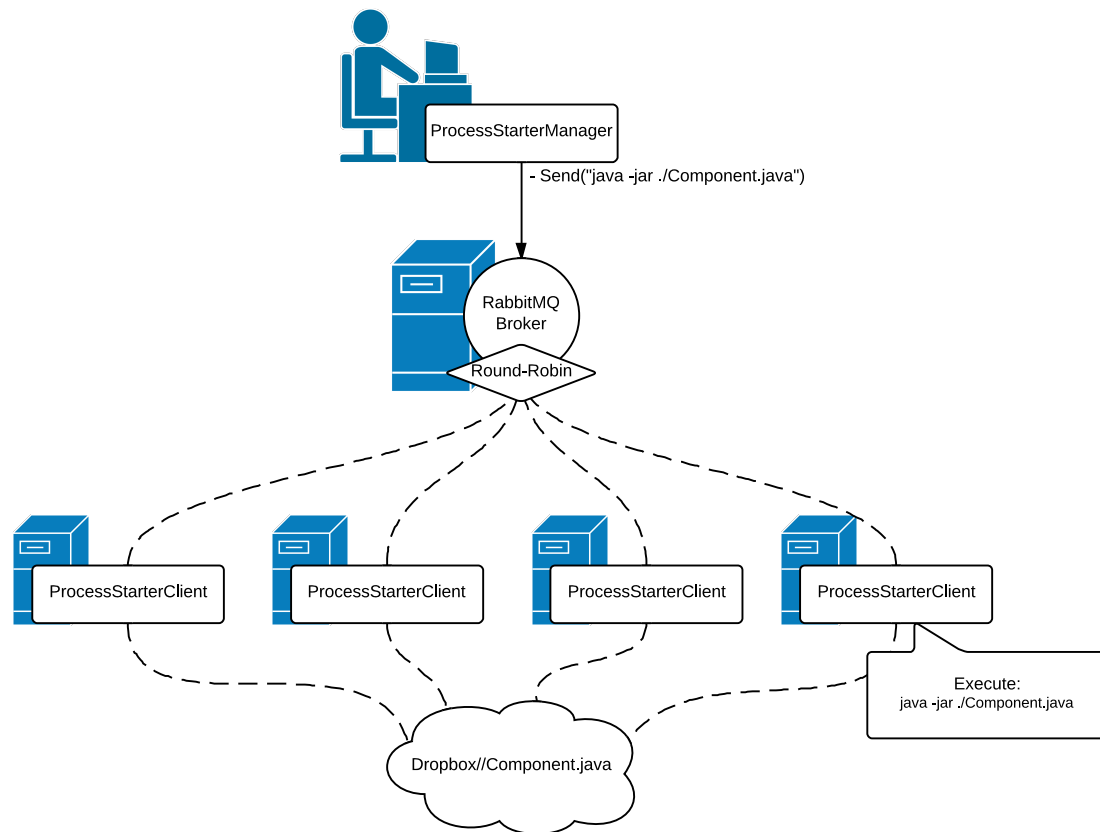 ProcessStarterManager
- Send("java -jar ./Component.java")
RabbitMQ
Broker
Round-Robin
ProcessStarterClient
ProcessStarterClient
ProcessStarterClient
ProcessStarterClient
Execute:
java -jar ./Component.java
Dropbox//Component.java